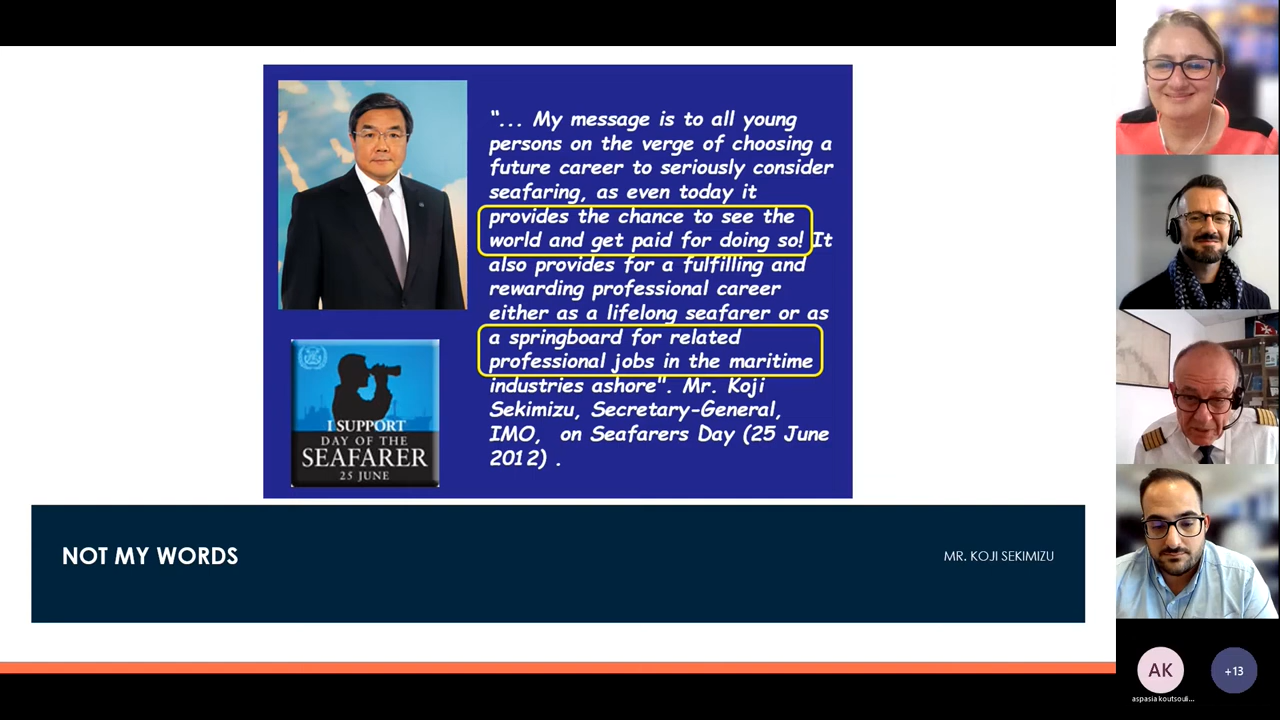 "... My message is to all young
persons on the verge of choosing a
future career to seriously consider
seafaring, as even today it
provides the chance to see the
world and get paid for doing so! It
also provides for a fulfilling and
rewarding professional career
either as a lifelong seafarer or as
a springboard for related
professional jobs in the maritime
industries ashore". Mr. Koji
Sekimizu, Secretary-General,
IMO, on Seafarers Day (25 June
2012) .
I SUPPORT
DAY OF THE
SEAFARER
25 JUNE
NOT MY WORDS
MR. KOJI SEKIMIZU
AK
+13
aspasia koutsouli...